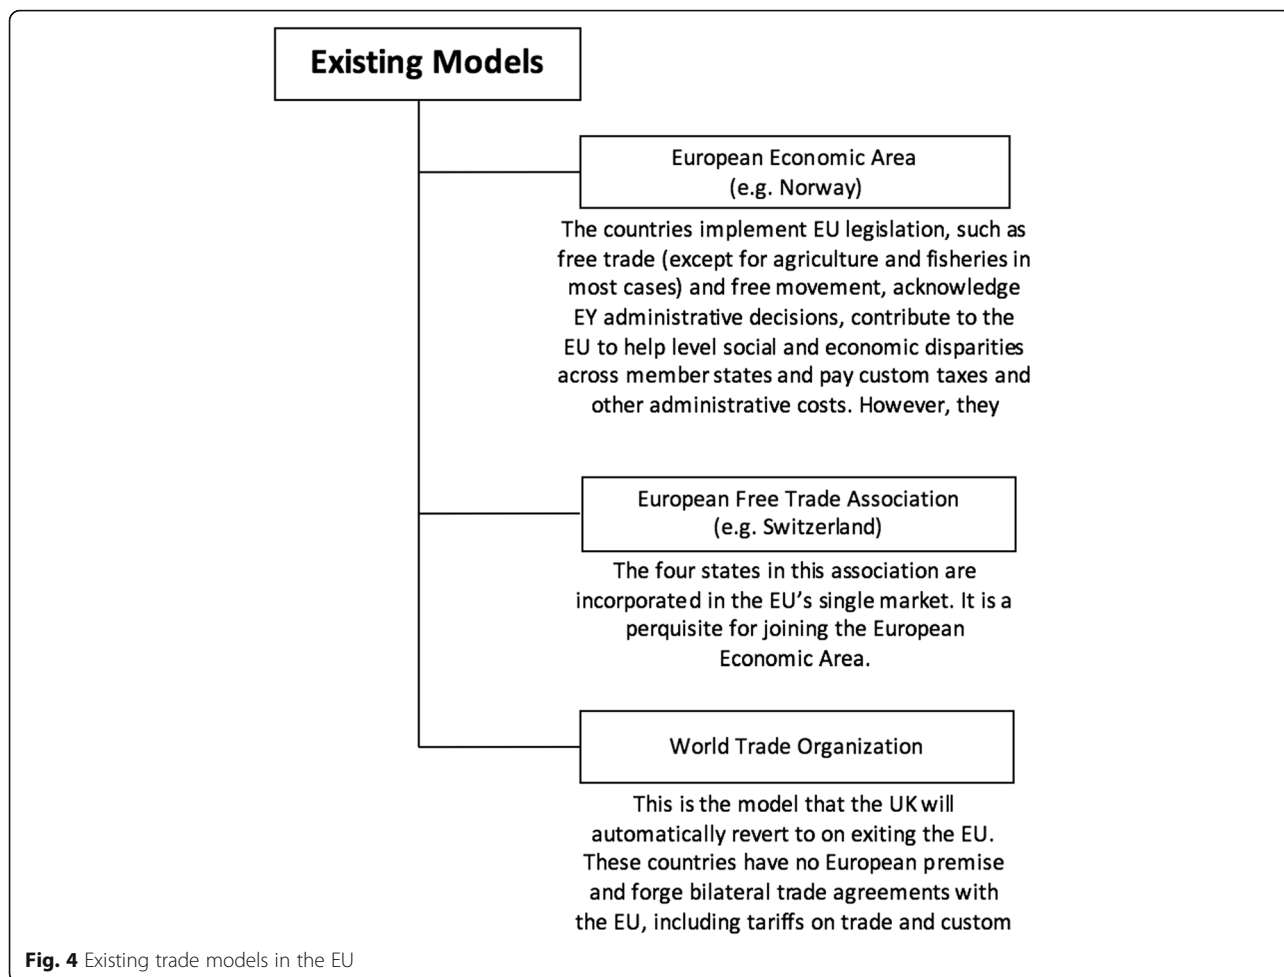 Existing Models
European Economic Area
(e.g. Norway)
The countries implement EU legislation, such as
free trade (except for agriculture and fisheries in
most cases) and free movement, acknowledge
EY administrative decisions, contribute to the
EU to help level social and economic disparities
across member states and pay custom taxes and
other administrative costs. However, they
European Free Trade Association
(e.g. Switzerland)
The four states in this association are
incorporated in the EU’s single market. It is a
perquisite for joining the European
Economic Area.
World Trade Organization
This is the model that the UK will
automatically revert to on exiting the EU.
These countries have no European premise
and forge bilateral trade agreements with
the EU, including tariffs on trade and custom
Fig. 4 Existing trade models in the EU